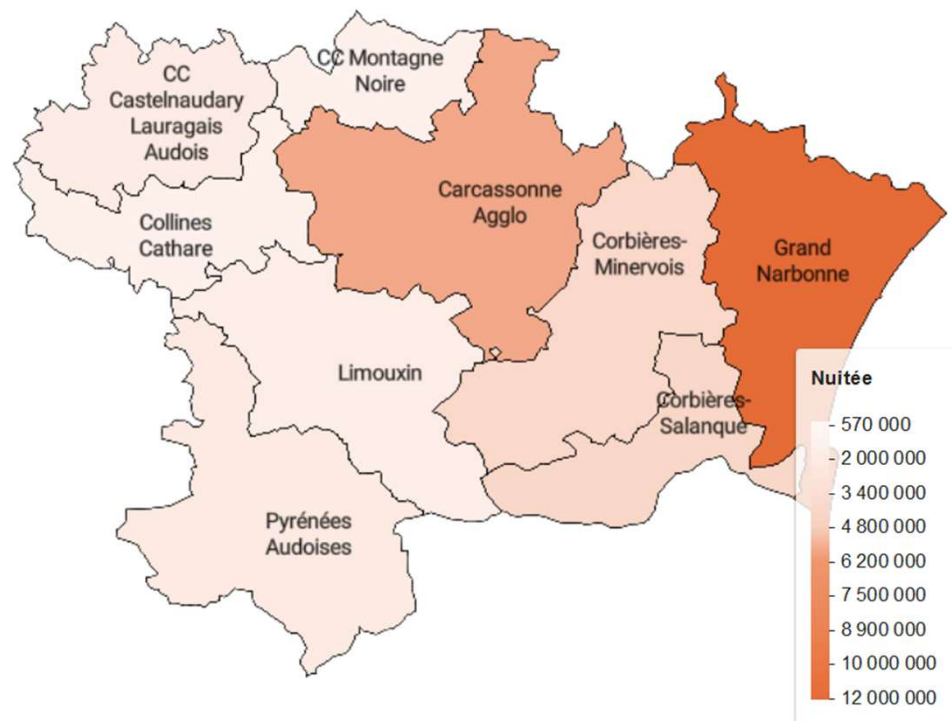 CC
Castelnaudary
Lauragais
Audois
CC Montagne
Noire
Carcassonne
Agglo
Collines
Cathare
Corbières-
Minervois
Grand
Narbonne
Limouxin
Corbières-
Salanque
Pyrénées
Audoises
Nuitée
570 000
2 000 000
3 400 000
4 800 000
6 200 000
7 500 000
8 900 000
10 000 000
12 000 000